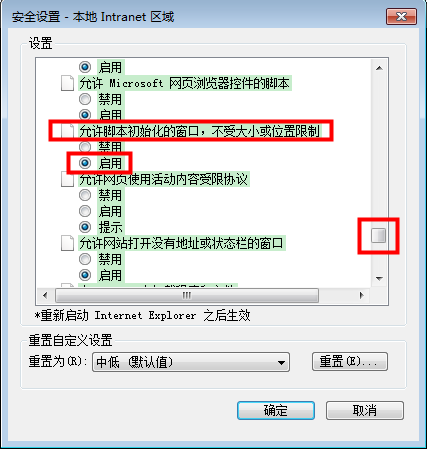 安全设置 - 本地 Intranet 区域
设置
启用
允许 Microsoft 网页浏览器控件的脚本
禁用
启用
允许脚本初始化的窗口，不受大小或位置限制
禁用
启用
允许网页使用活动内容受限协议
禁用
启用
提示
允许网站打开没有地址或状态栏的窗口
禁用
启用
*重新启动 Internet Explorer 之后生效
重置自定义设置
重置为(R): 中低 (默认值) 重置(E)...
确定 取消